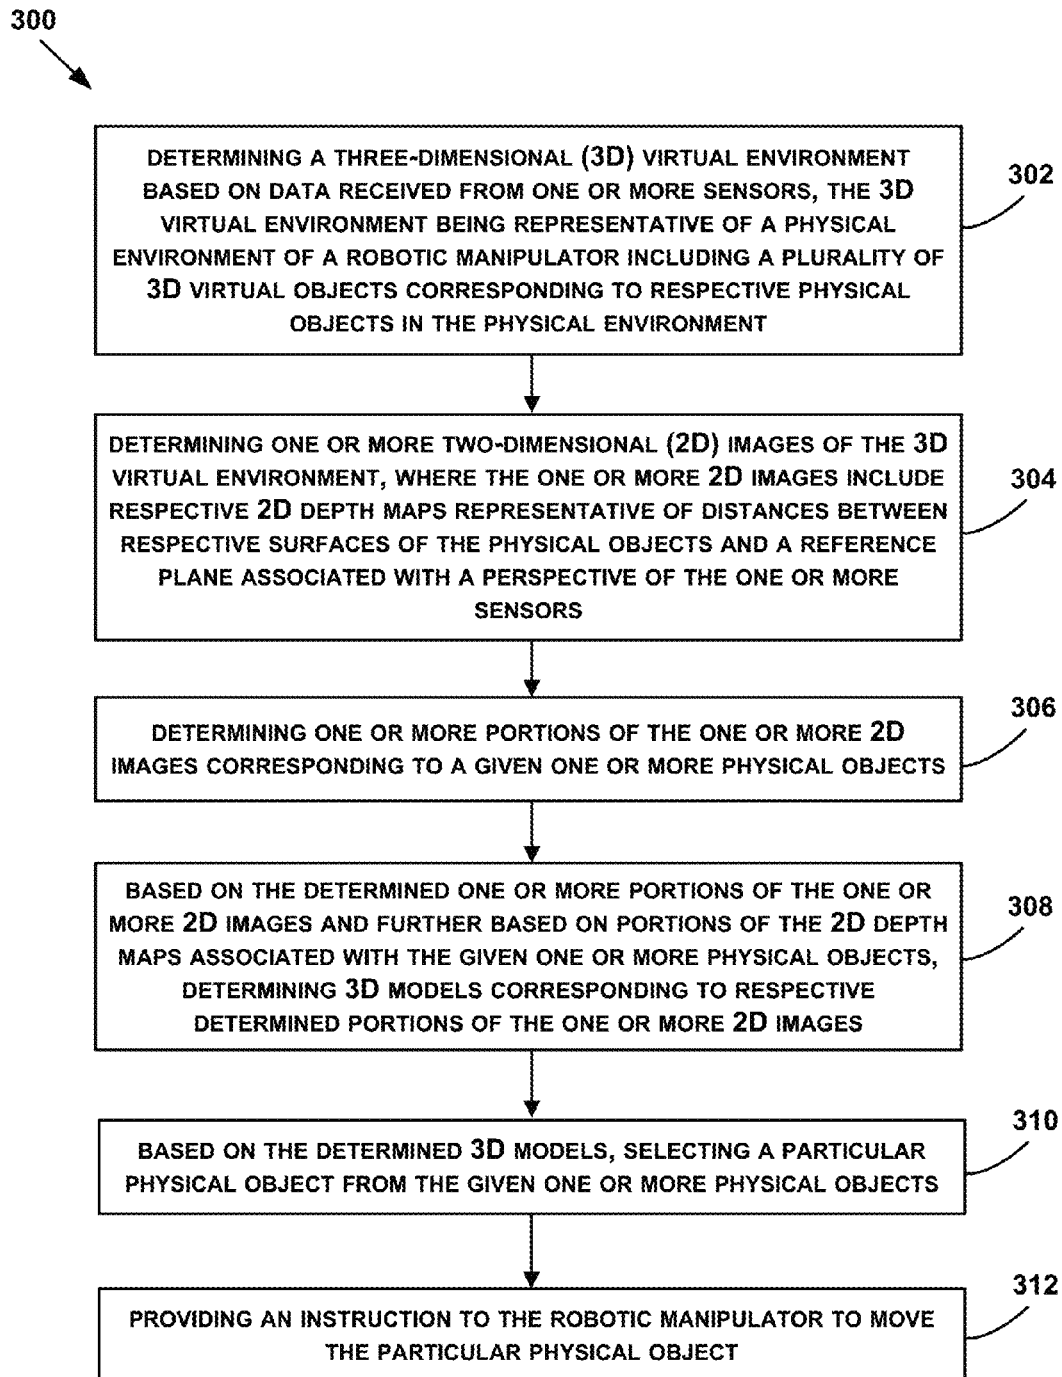 300
DETERMINING A THREE-DIMENSIONAL (3D) VIRTUAL ENVIRONMENT
BASED ON DATA RECEIVED FROM ONE OR MORE SENSORS, THE 3D
VIRTUAL ENVIRONMENT BEING REPRESENTATIVE OF A PHYSICAL
ENVIRONMENT OF A ROBOTIC MANIPULATOR INCLUDING A PLURALITY OF
3D VIRTUAL OBJECTS CORRESPONDING TO RESPECTIVE PHYSICAL
OBJECTS IN THE PHYSICAL ENVIRONMENT
302
DETERMINING ONE OR MORE TWO-DIMENSIONAL (2D) IMAGES OF THE 3D
VIRTUAL ENVIRONMENT, WHERE THE ONE OR MORE 2D IMAGES INCLUDE
RESPECTIVE 2D DEPTH MAPS REPRESENTATIVE OF DISTANCES BETWEEN
RESPECTIVE SURFACES OF THE PHYSICAL OBJECTS AND A REFERENCE
PLANE ASSOCIATED WITH A PERSPECTIVE OF THE ONE OR MORE
SENSORS
304
DETERMINING ONE OR MORE PORTIONS OF THE ONE OR MORE 2D
IMAGES CORRESPONDING TO A GIVEN ONE OR MORE PHYSICAL OBJECTS
306
BASED ON THE DETERMINED ONE OR MORE PORTIONS OF THE ONE OR
MORE 2D IMAGES AND FURTHER BASED ON PORTIONS OF THE 2D DEPTH
MAPS ASSOCIATED WITH THE GIVEN ONE OR MORE PHYSICAL OBJECTS,
DETERMINING 3D MODELS CORRESPONDING TO RESPECTIVE
DETERMINED PORTIONS OF THE ONE OR MORE 2D IMAGES
308
BASED ON THE DETERMINED 3D MODELS, SELECTING A PARTICULAR
PHYSICAL OBJECT FROM THE GIVEN ONE OR MORE PHYSICAL OBJECTS
310
PROVIDING AN INSTRUCTION TO THE ROBOTIC MANIPULATOR TO MOVE
THE PARTICULAR PHYSICAL OBJECT
312